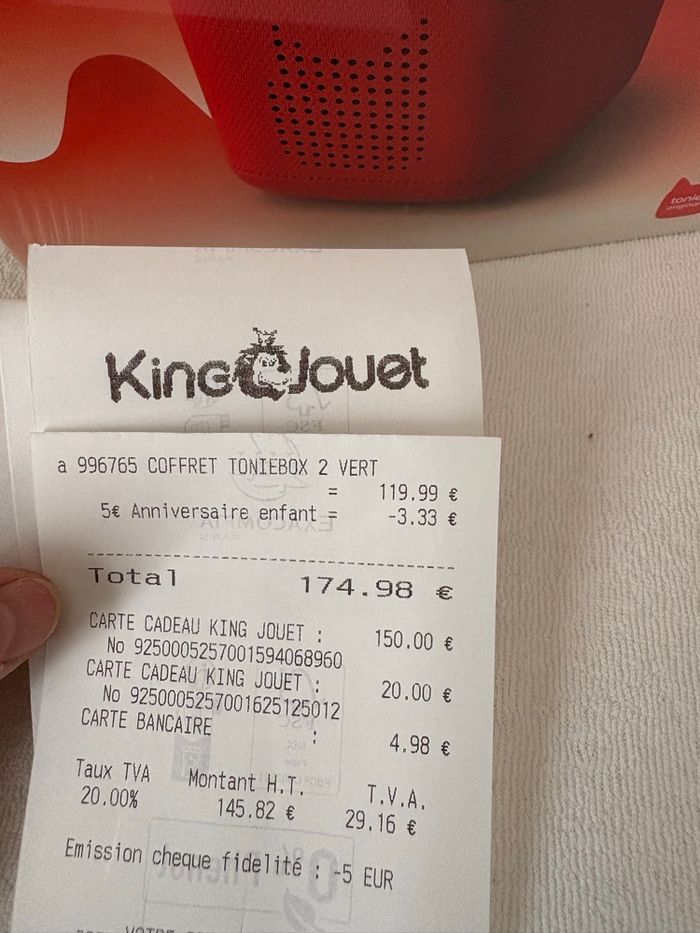 tonie
King Jouet
a 996765 COFFRET TONIEBOX 2 VERT
= 119.99 €
5€ Anniversaire enfant = -3.33 €
Total 174.98 €
CARTE CADEAU KING JOUET : 150.00 €
No 9250005257001594068960
CARTE CADEAU KING JOUET : 20.00 €
No 9250005257001625125012
CARTE BANCAIRE : 4.98 €
Taux TVA Montant H.T. T.V.A.
20.00% 145.82 € 29.16 €
Emission cheque fidelité : -5 EUR